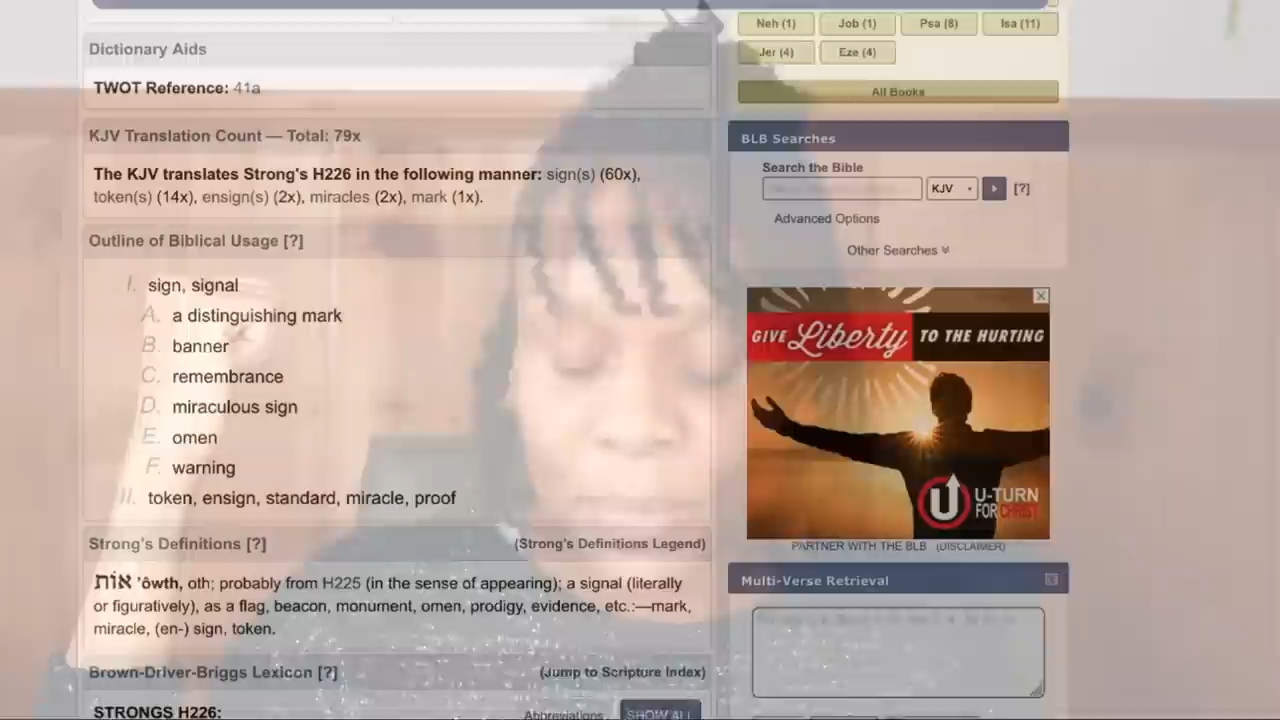 Neh (1) Job (1) Psa (8) Isa (11)
Jer (4) Eze (4)
All Books
Dictionary Aids
TWOT Reference: 41a
KJV Translation Count — Total: 79x
The KJV translates Strong's H226 in the following manner: sign(s) (60x),
token(s) (14x), ensign(s) (2x), miracles (2x), mark (1x).
Outline of Biblical Usage [?]
I. sign, signal
A. a distinguishing mark
B. banner
C. remembrance
D. miraculous sign
E. omen
F. warning
II. token, ensign, standard, miracle, proof
Strong's Definitions [?] (Strong's Definitions Legend)
אוֹת 'ôwth, oth; probably from H225 (in the sense of appearing); a signal (literally
or figuratively), as a flag, beacon, monument, omen, prodigy, evidence, etc.:—mark,
miracle, (en-) sign, token.
Brown-Driver-Briggs Lexicon [?] (Jump to Scripture Index)
STRONGS H226: Abbreviations SHOW ALL
BLB Searches
Search the Bible
KJV [?]
Advanced Options
Other Searches
GIVE Liberty TO THE HURTING
U-TURN
FOR CHRIST
PARTNER WITH THE BLB (DISCLAIMER)
Multi-Verse Retrieval